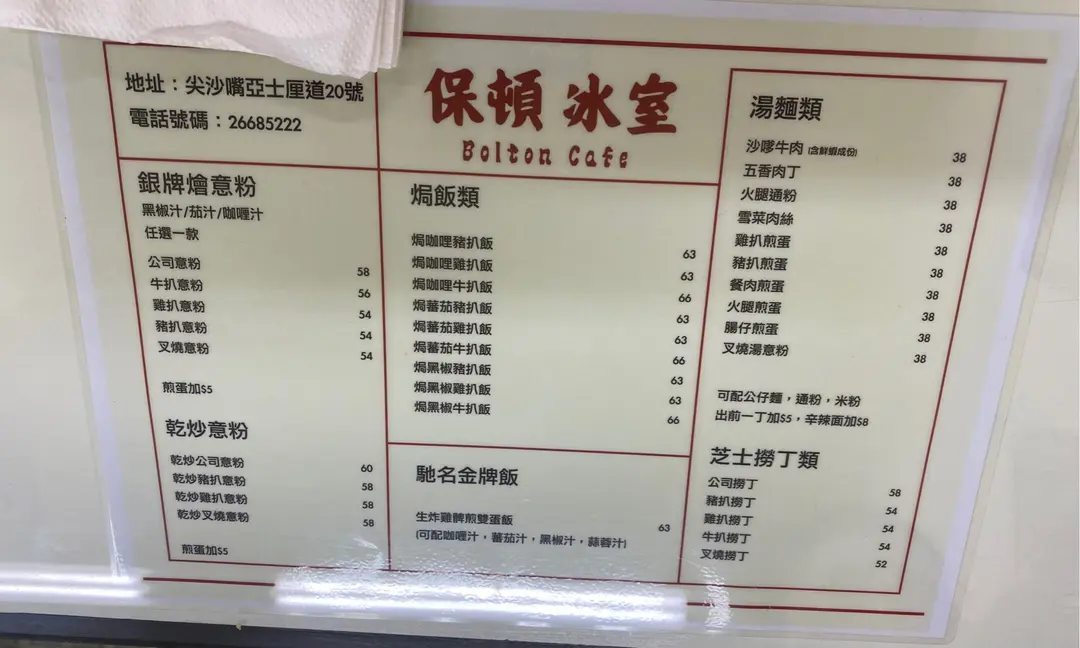 地址：尖沙嘴亞士厘道20號
電話號碼：26685222
保頓冰室
Bolton Cafe
銀牌燴意粉
黑椒汁/茄汁/咖喱汁
任選一款
公司意粉 58
牛扒意粉 56
雞扒意粉 54
豬扒意粉 54
叉燒意粉 54
煎蛋加$5
乾炒意粉
乾炒公司意粉 60
乾炒豬扒意粉 58
乾炒雞扒意粉 58
乾炒叉燒意粉 58
煎蛋加$5
焗飯類
焗咖哩豬扒飯 63
焗咖哩雞扒飯 63
焗咖哩牛扒飯 66
焗蕃茄豬扒飯 63
焗蕃茄雞扒飯 63
焗蕃茄牛扒飯 66
焗黑椒豬扒飯 63
焗黑椒雞扒飯 63
焗黑椒牛扒飯 66
馳名金牌飯
生炸雞髀煎雙蛋飯 63
(可配咖喱汁，蕃茄汁，黑椒汁，蒜蓉汁)
湯麵類
沙嗲牛肉 (含鮮蝦成份) 38
五香肉丁 38
火腿通粉 38
雪菜肉絲 38
雞扒煎蛋 38
豬扒煎蛋 38
餐肉煎蛋 38
火腿煎蛋 38
腸仔煎蛋 38
叉燒湯意粉 38
可配公仔麵，通粉，米粉
出前一丁加$5，辛辣面加$8
芝士撈丁類
公司撈丁 58
豬扒撈丁 54
雞扒撈丁 54
牛扒撈丁 54
叉燒撈丁 52